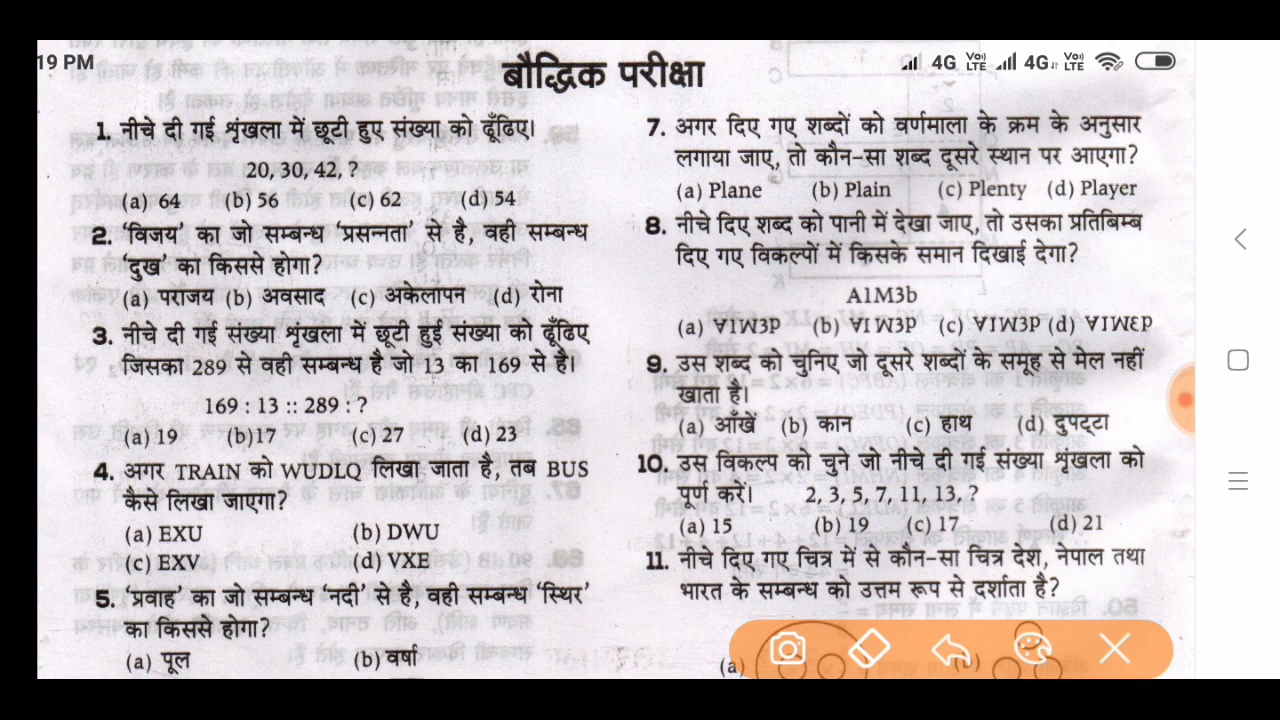 19 PM
4G VoLTE 4G VoLTE
बौद्धिक परीक्षा
1. नीचे दी गई शृंखला में छूटी हुए संख्या को ढूँढिए।
20, 30, 42, ?
(a) 64 (b) 56 (c) 62 (d) 54
2. 'विजय' का जो सम्बन्ध 'प्रसन्नता' से है, वही सम्बन्ध
'दुख' का किससे होगा?
(a) पराजय (b) अवसाद (c) अकेलापन (d) रोना
3. नीचे दी गई संख्या शृंखला में छूटी हुई संख्या को ढूँढिए
जिसका 289 से वही सम्बन्ध है जो 13 का 169 से है।
169 : 13 :: 289 : ?
(a) 19 (b)17 (c) 27 (d) 23
4. अगर TRAIN को WUDLQ लिखा जाता है, तब BUS
कैसे लिखा जाएगा?
(a) EXU (b) DWU
(c) EXV (d) VXE
5. 'प्रवाह' का जो सम्बन्ध 'नदी' से है, वही सम्बन्ध 'स्थिर'
का किससे होगा?
(a) पूल (b) वर्षा
7. अगर दिए गए शब्दों को वर्णमाला के क्रम के अनुसार
लगाया जाए, तो कौन-सा शब्द दूसरे स्थान पर आएगा?
(a) Plane (b) Plain (c) Plenty (d) Player
8. नीचे दिए शब्द को पानी में देखा जाए, तो उसका प्रतिबिम्ब
दिए गए विकल्पों में किसके समान दिखाई देगा?
A1M3b
(a) (b) (c) (d)
9. उस शब्द को चुनिए जो दूसरे शब्दों के समूह से मेल नहीं
खाता है।
(a) आँखें (b) कान (c) हाथ (d) दुपट्टा
10. उस विकल्प को चुनें जो नीचे दी गई संख्या शृंखला को
पूर्ण करें। 2, 3, 5, 7, 11, 13, ?
(a) 15 (b) 19 (c) 17 (d) 21
11. नीचे दिए गए चित्र में से कौन-सा चित्र देश, नेपाल तथा
भारत के सम्बन्ध को उत्तम रूप से दर्शाता है?
(a) (b)